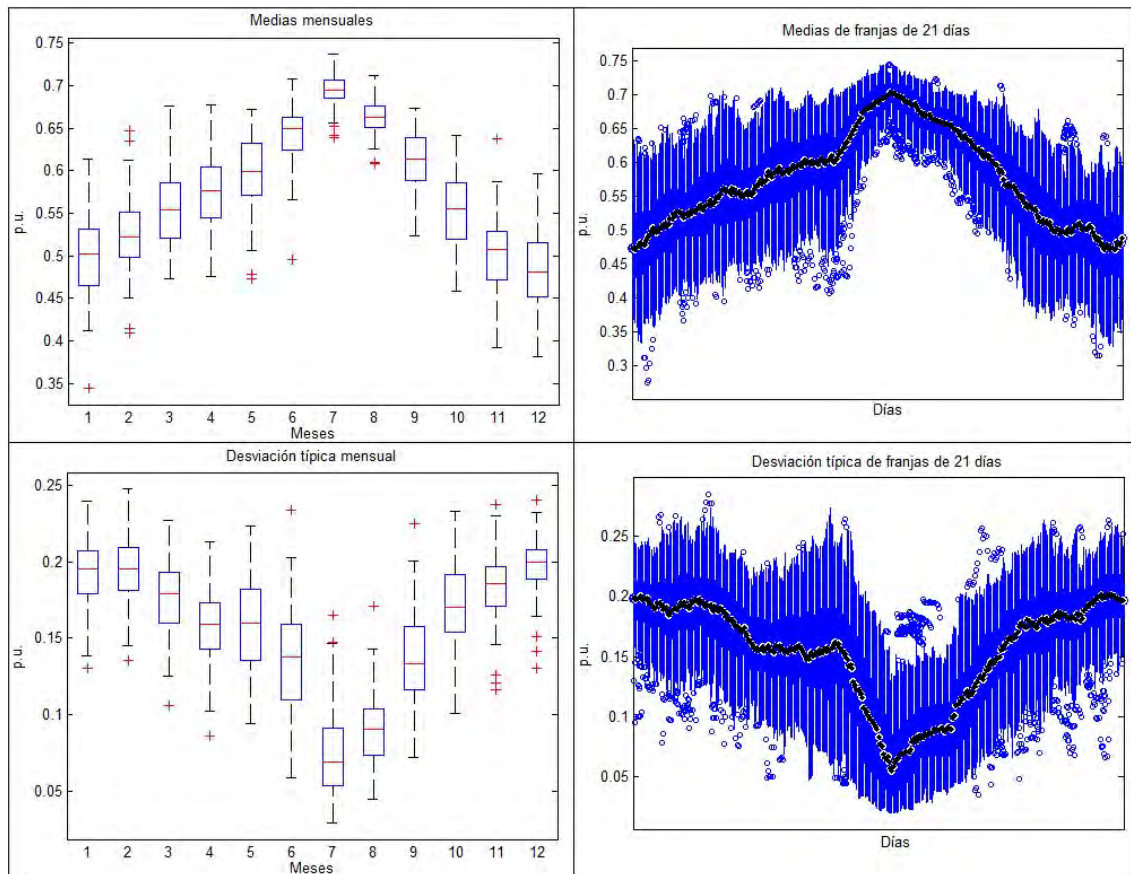 Medias mensuales
0.75
0.7
0.65
0.6
0.55
0.5
0.45
0.4
0.35
p.u.
1 2 3 4 5 6 7 8 9 10 11 12
Meses
Medias de franjas de 21 días
0.75
0.7
0.65
0.6
0.55
0.5
0.45
0.4
0.35
0.3
p.u.
Días
Desviación típica mensual
0.25
0.2
0.15
0.1
0.05
p.u.
1 2 3 4 5 6 7 8 9 10 11 12
Meses
Desviación típica de franjas de 21 días
0.25
0.2
0.15
0.1
0.05
p.u.
Días